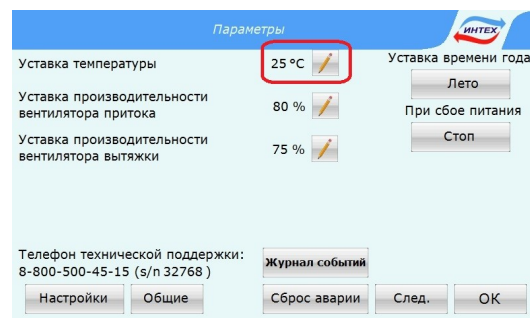 Параметры
ИНТЕХ
Уставка температуры
25 °C
Уставка времени года
Лето
Уставка производительности
вентилятора притока
80 %
При сбое питания
Стоп
Уставка производительности
вентилятора вытяжки
75 %
Телефон технической поддержки:
8-800-500-45-15 (s/n 32768 )
Журнал событий
Настройки
Общие
Сброс аварии
След.
ОК